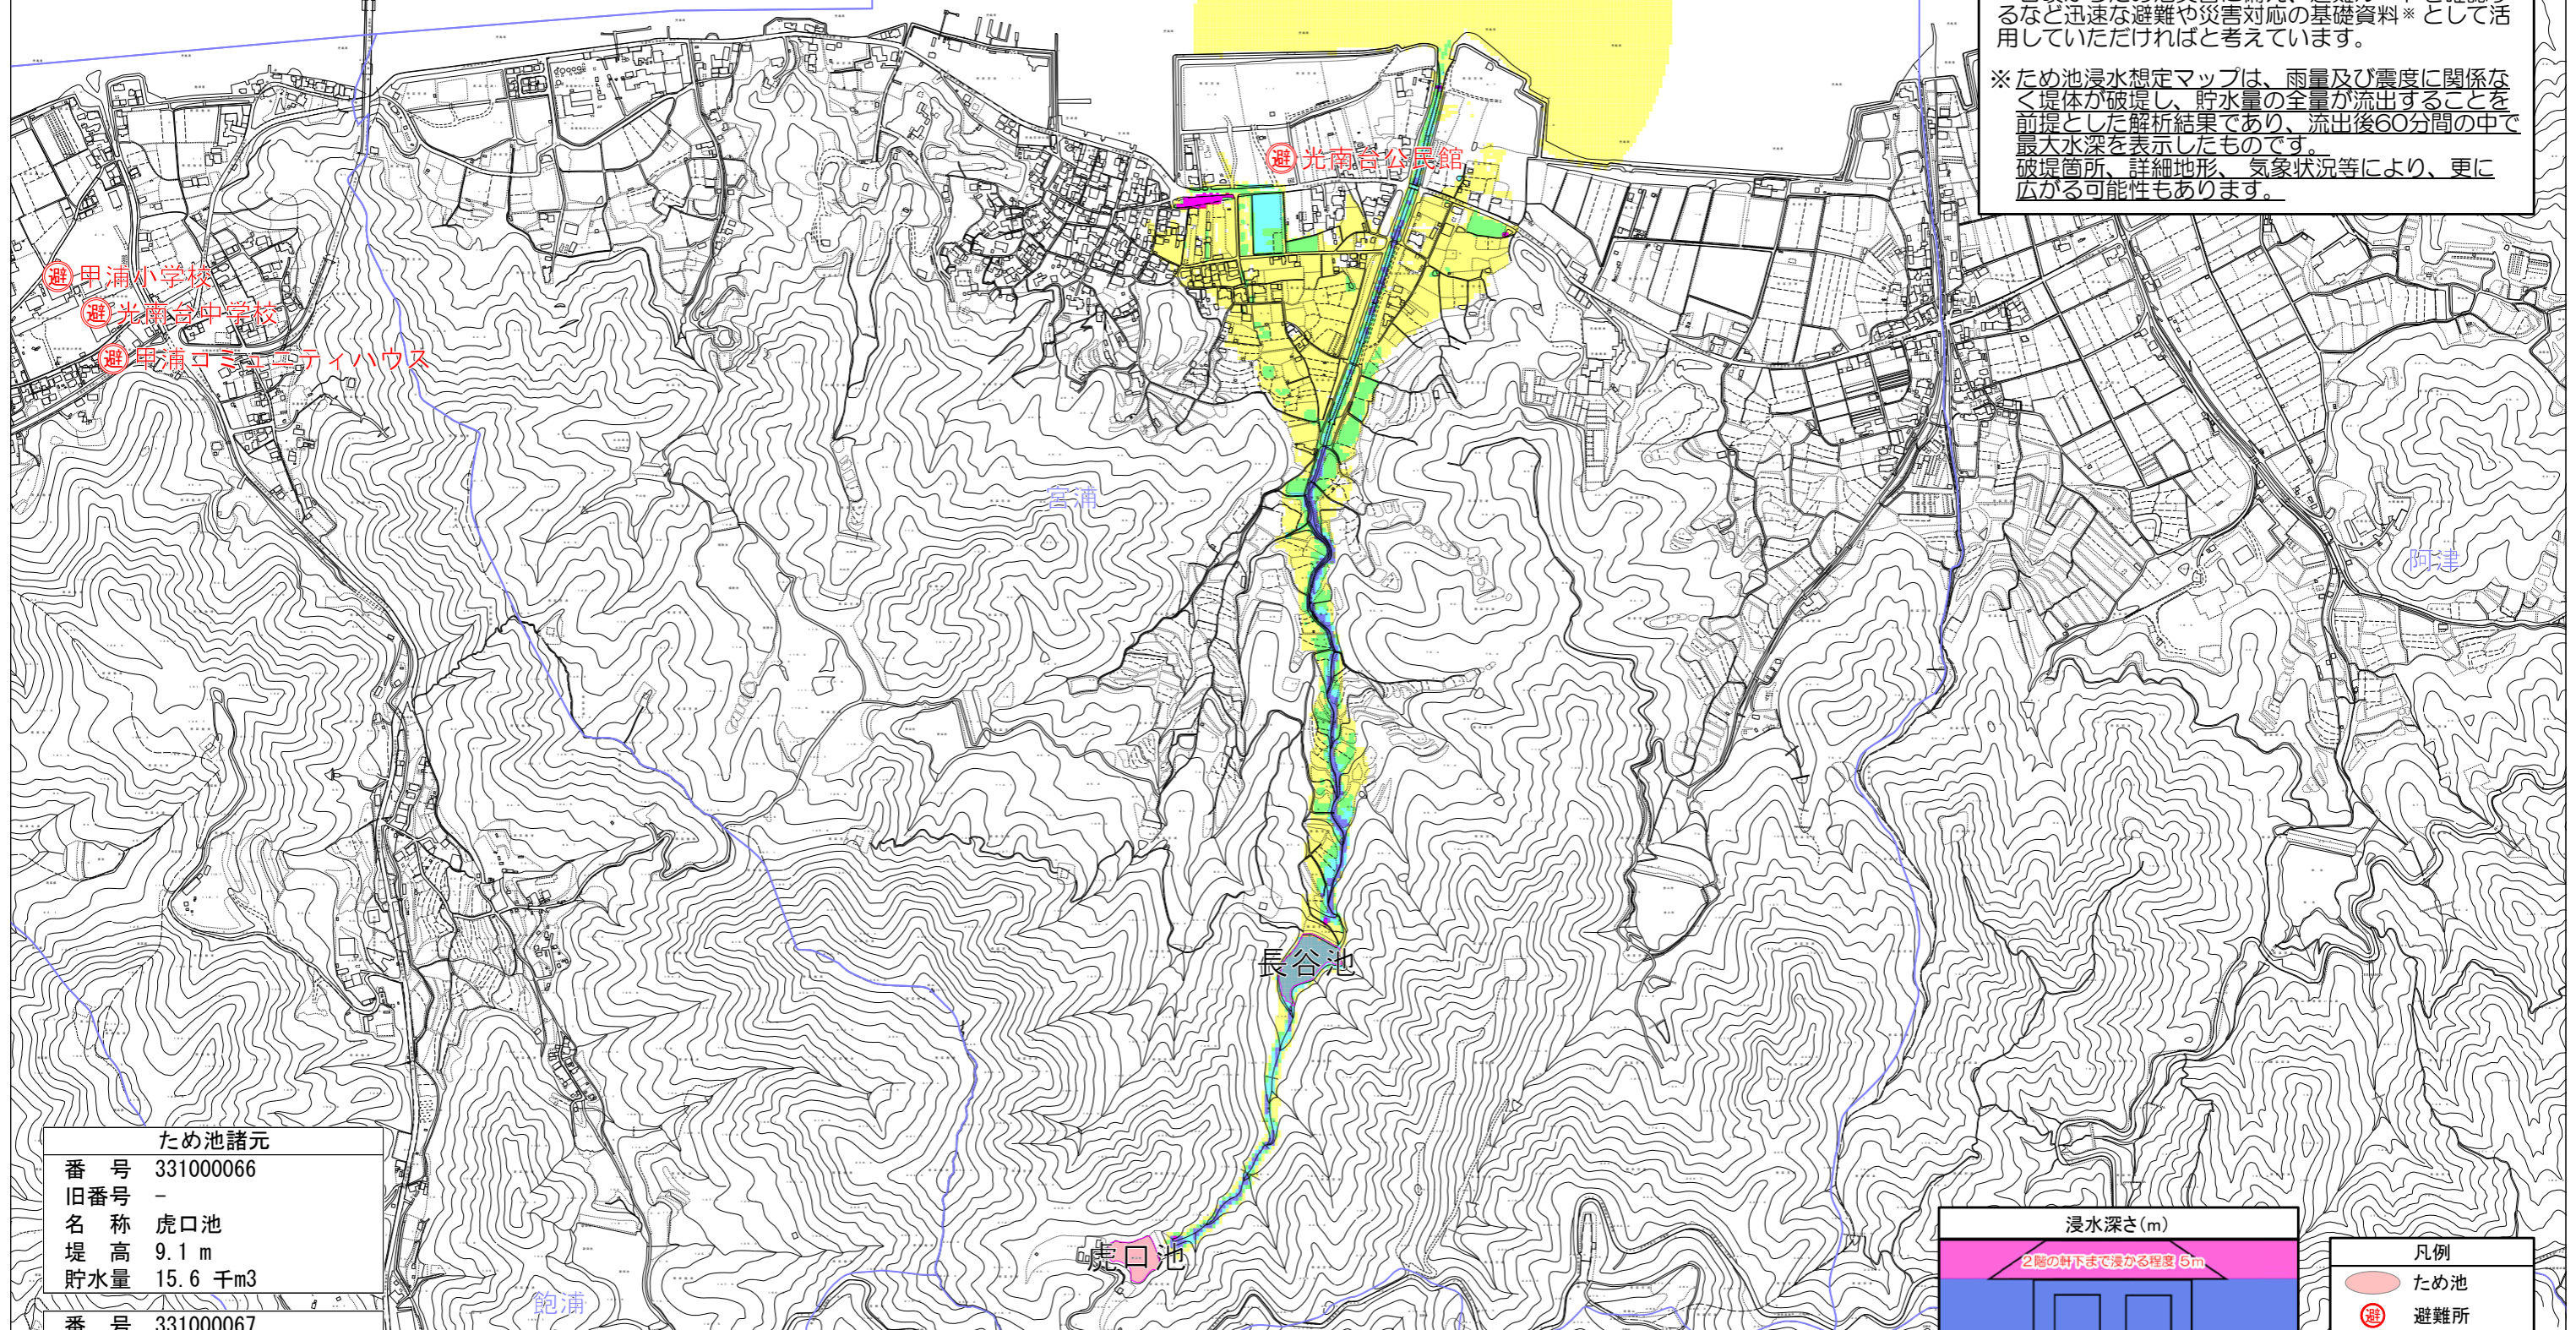 るなど迅速な避難や災害対応の基礎資料※として活
用していただければと考えています。
※ため池浸水想定マップは、雨量及び震度に関係な
く堤体が破堤し、貯水量の全量が流出することを
前提とした解析結果であり、流出後60分間の中で
最大水深を表示したものです。
破堤箇所、詳細地形、気象状況等により、更に
広がる可能性もあります。
避 光南台公民館
避 甲浦小学校
避 光南台中学校
避 甲浦コミュニティハウス
宮浦
阿津
長谷池
虎口池
飽浦
ため池諸元
番 号 331000066
旧番号 -
名 称 虎口池
堤 高 9.1 m
貯水量 15.6 千m3
番 号 331000067
浸水深さ(m)
2階の軒下まで浸かる程度 5m
凡例
ため池
避 避難所